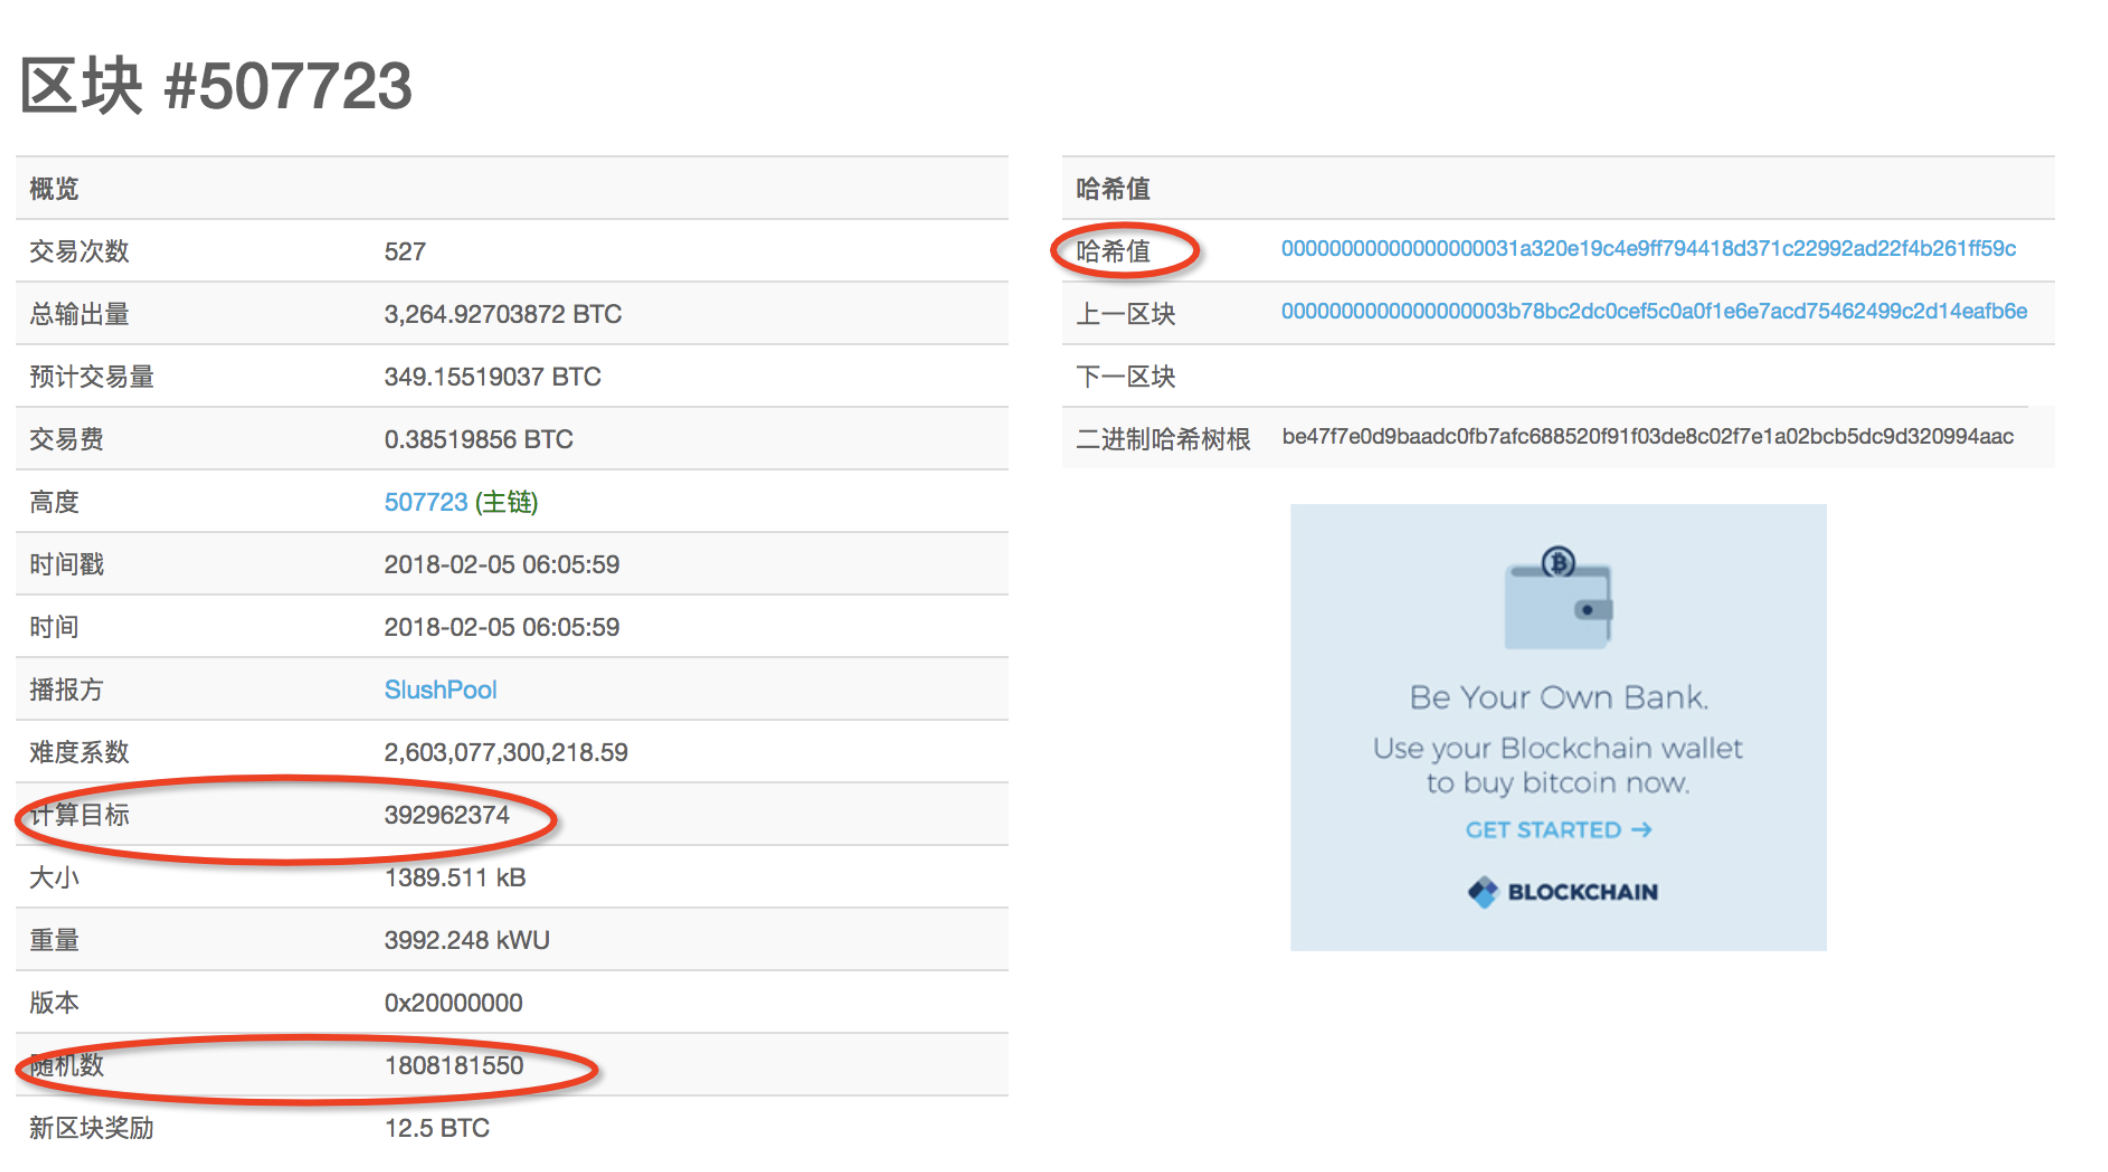 区块 #507723
概览
交易次数 527
总输出量 3,264.92703872 BTC
预计交易量 349.15519037 BTC
交易费 0.38519856 BTC
高度 507723 (主链)
时间戳 2018-02-05 06:05:59
时间 2018-02-05 06:05:59
播报方 SlushPool
难度系数 2,603,077,300,218.59
计算目标 392962374
大小 1389.511 kB
重量 3992.248 kWU
版本 0x20000000
随机数 1808181550
新区块奖励 12.5 BTC
哈希值
哈希值 00000000000000000031a320e19c4e9ff794418d371c22992ad22f4b261ff59c
上一区块 0000000000000000003b78bc2dc0cef5c0a0f1e6e7acd75462499c2d14eafb6e
下一区块
二进制哈希树根 be47f7e0d9baadc0fb7afc688520f91f03de8c02f7e1a02bcb5dc9d320994aac
Be Your Own Bank.
Use your Blockchain wallet
to buy bitcoin now.
GET STARTED →
BLOCKCHAIN